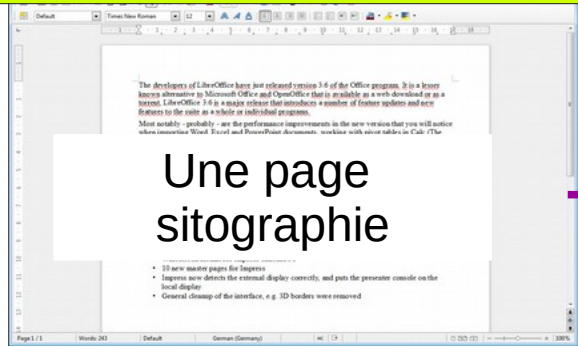 Default Times New Roman 12
The developers of LibreOffice have just released version 3.6 of the Office program. It is a lesser
known alternative to Microsoft Office and OpenOffice that is available as a web download or as a
torrent. LibreOffice 3.6 is a major release that introduces a number of feature updates and new
features to the suite as a whole or individual programs.
Most notably - probably - are the performance improvements in the new version that you will notice
when importing Word, Excel and PowerPoint documents, working with pivot tables in Calc (The
Une page
sitographie
• 10 new master pages for Impress
• Impress now detects the external display correctly, and puts the presenter console on the
local display
• General cleanup of the interface, e.g. 3D borders were removed
Page 1 / 1 Words: 243 Default German (Germany) 100%